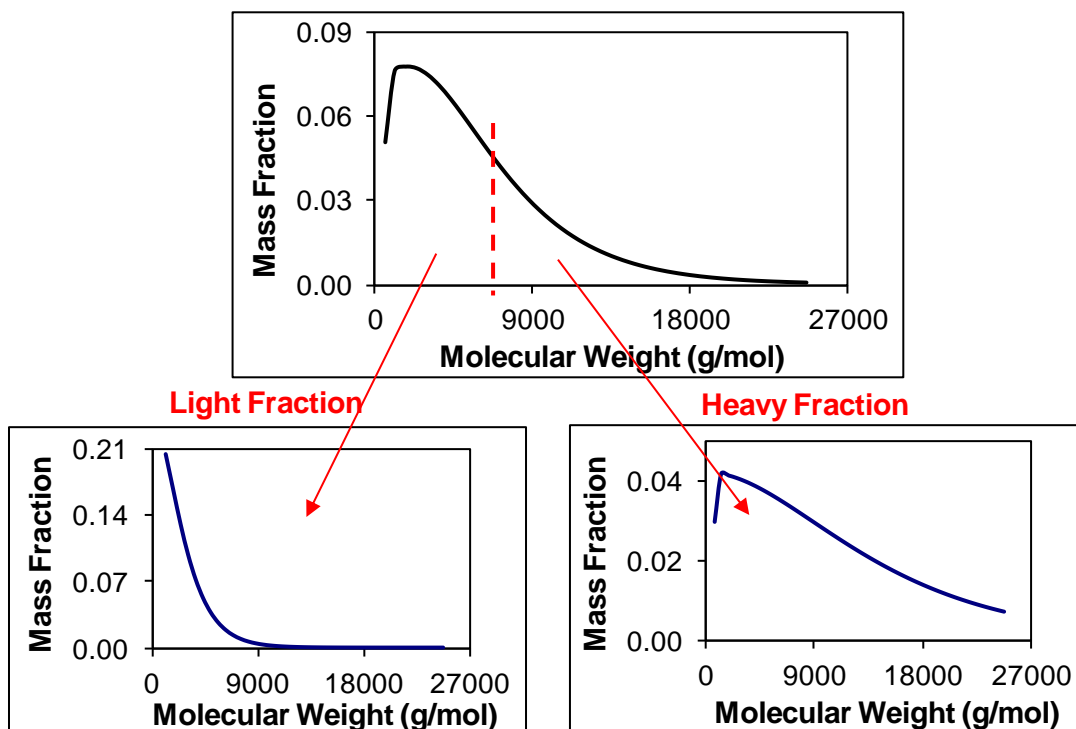 0.09
0.06
0.03
0.00
Mass Fraction
0 9000 18000 27000
Molecular Weight (g/mol)
Light Fraction
Heavy Fraction
0.21
0.14
0.07
0.00
Mass Fraction
0 9000 18000 27000
Molecular Weight (g/mol)
0.04
0.02
0.00
Mass Fraction
0 9000 18000 27000
Molecular Weight (g/mol)